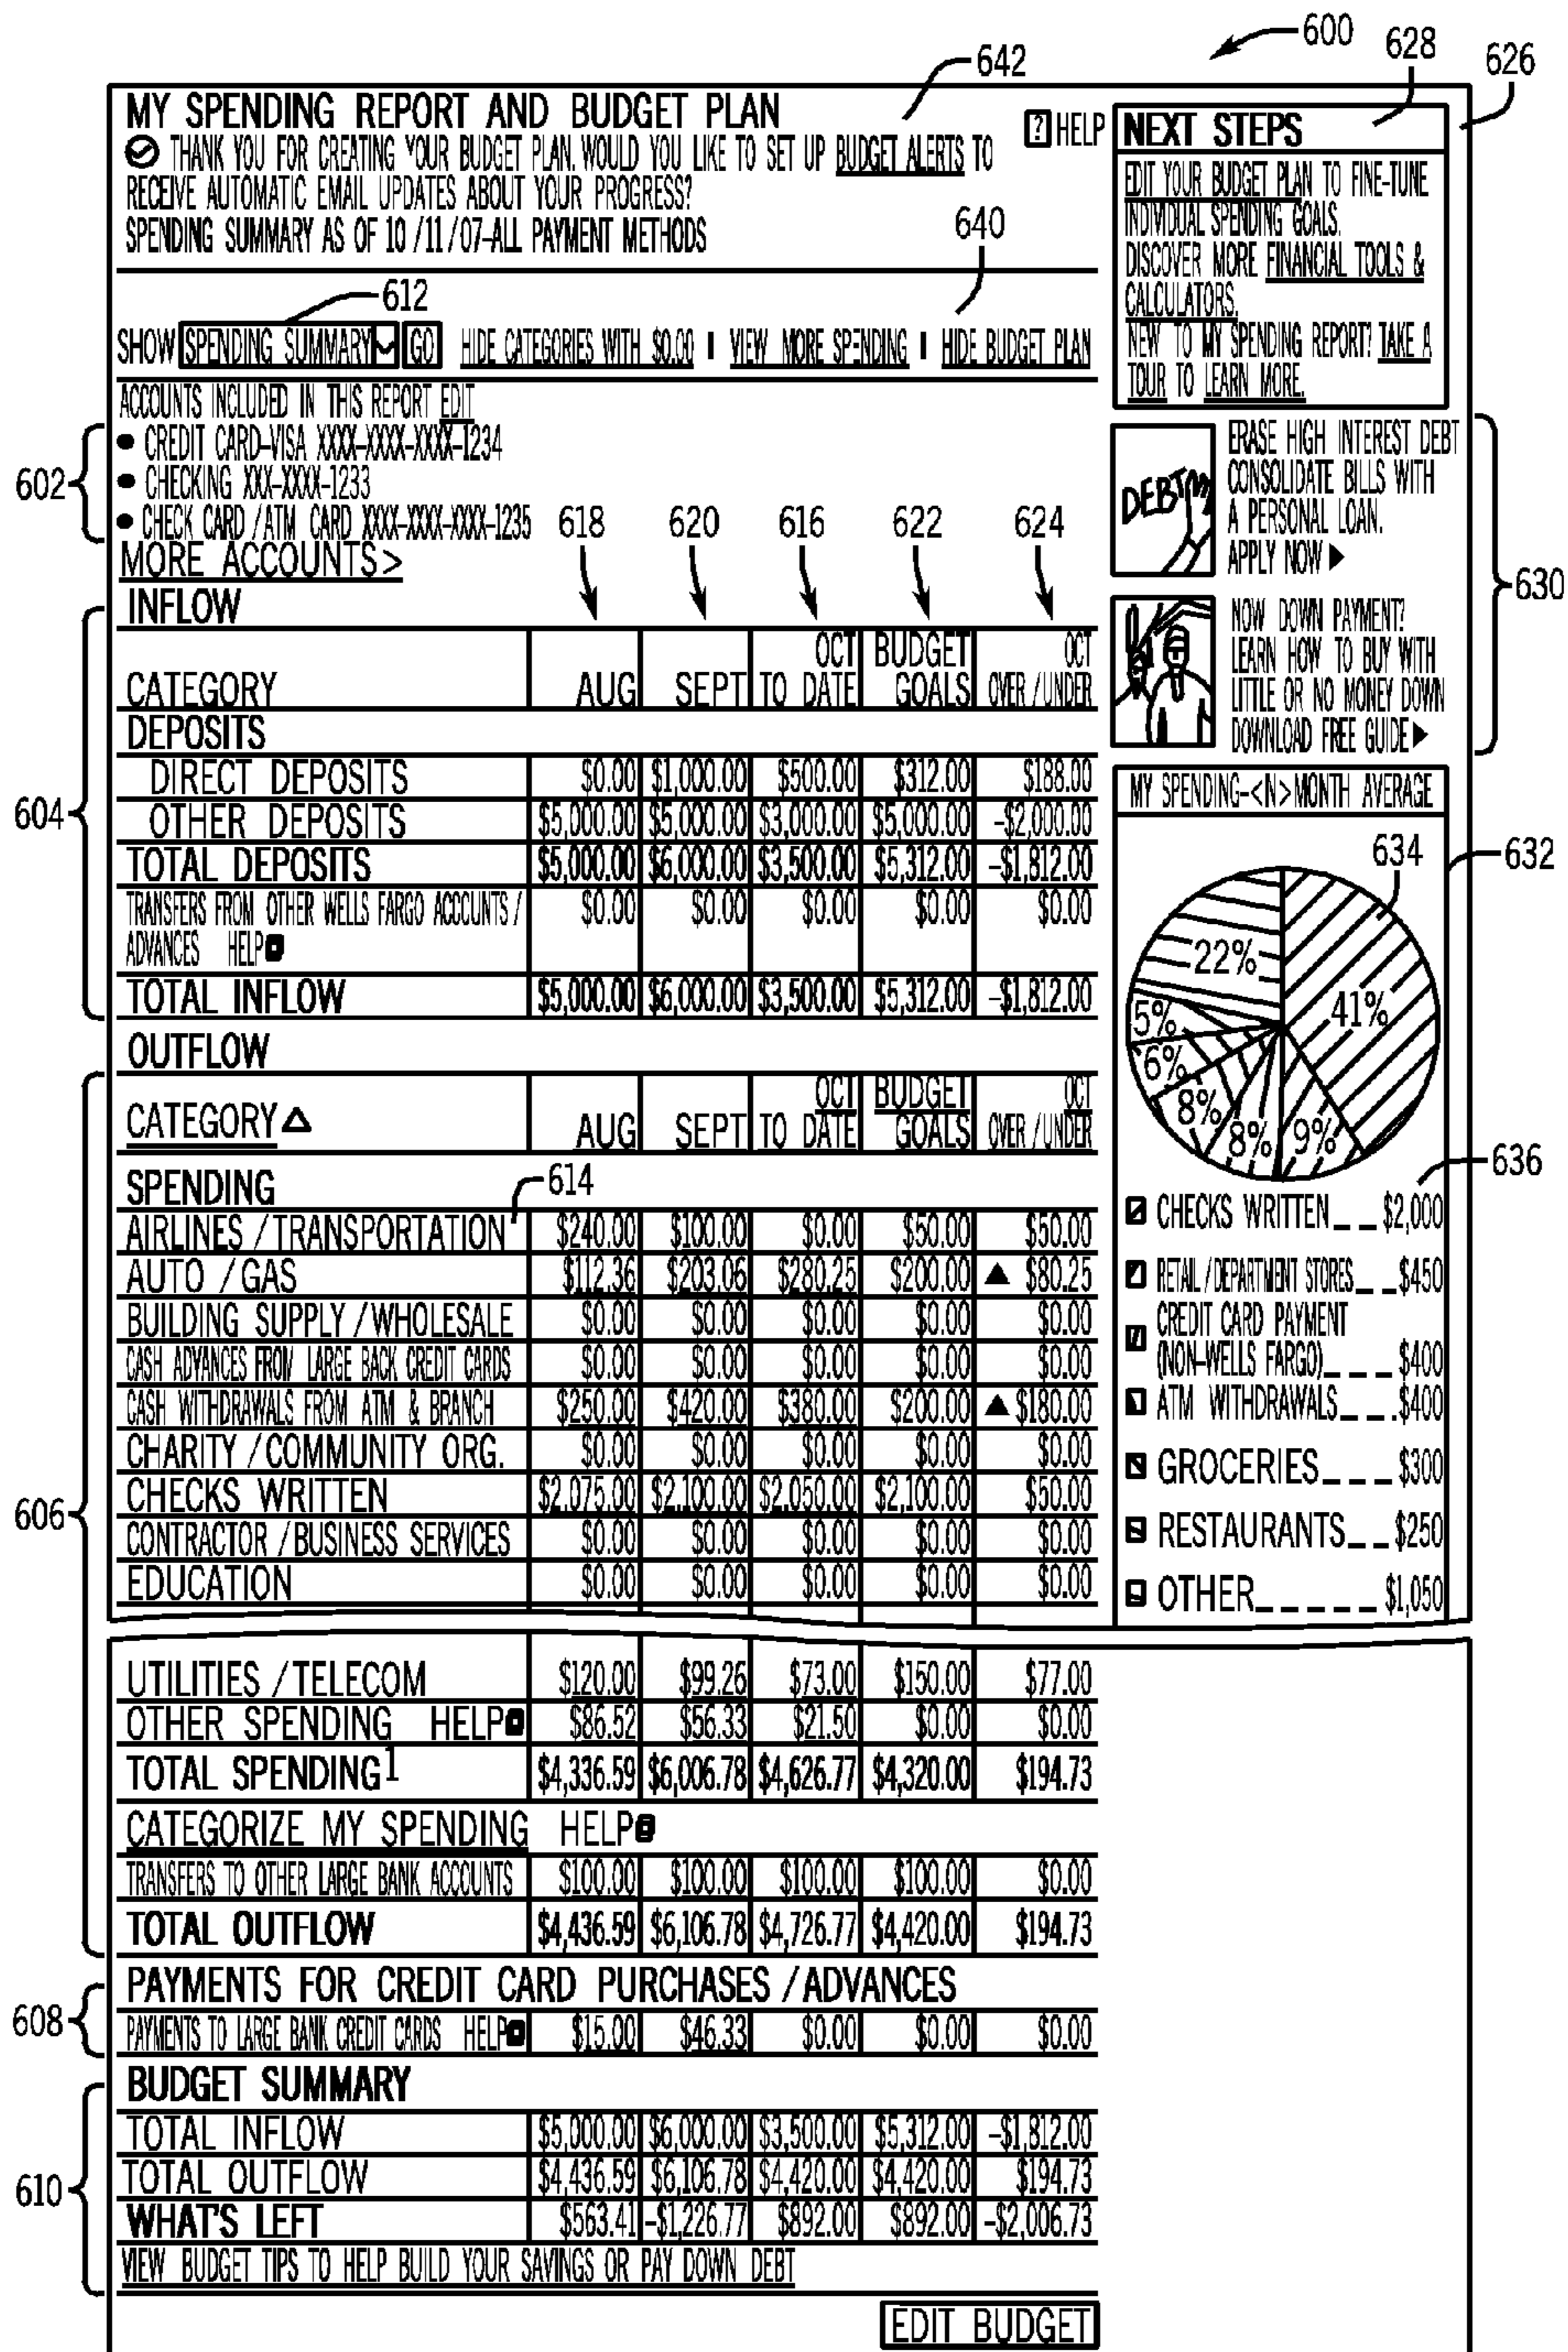 600
642
628
626
MY SPENDING REPORT AND BUDGET PLAN
? HELP
THANK YOU FOR CREATING YOUR BUDGET PLAN. WOULD YOU LIKE TO SET UP BUDGET ALERTS TO
RECEIVE AUTOMATIC EMAIL UPDATES ABOUT YOUR PROGRESS?
SPENDING SUMMARY AS OF 10 /11/07-ALL PAYMENT METHODS
640
612
SHOW SPENDING SUMMARY GO HIDE CATEGORIES WITH $0.00 | VIEW MORE SPENDING | HIDE BUDGET PLAN
ACCOUNTS INCLUDED IN THIS REPORT EDIT
602
• CREDIT CARD-VISA XXXX-XXXX-XXXX-1234
• CHECKING XXX-XXXX-1233
• CHECK CARD /ATM CARD XXXX-XXXX-XXXX-1235
MORE ACCOUNTS>
618 620 616 622 624
604
INFLOW
CATEGORY AUG SEPT OCT TO DATE BUDGET GOALS OCT OVER /UNDER
DEPOSITS
DIRECT DEPOSITS $0.00 $1,000.00 $500.00 $312.00 $188.00
OTHER DEPOSITS $5,000.00 $5,000.00 $3,000.00 $5,000.00 -$2,000.00
TOTAL DEPOSITS $5,000.00 $6,000.00 $3,500.00 $5,312.00 -$1,812.00
TRANSFERS FROM OTHER WELLS FARGO ACCOUNTS / $0.00 $0.00 $0.00 $0.00 $0.00
ADVANCES HELP
TOTAL INFLOW $5,000.00 $6,000.00 $3,500.00 $5,312.00 -$1,812.00
OUTFLOW
606
CATEGORY AUG SEPT OCT TO DATE BUDGET GOALS OCT OVER /UNDER
SPENDING
614
AIRLINES /TRANSPORTATION $240.00 $100.00 $0.00 $50.00 $50.00
AUTO /GAS $112.36 $203.06 $280.25 $200.00 ▲ $80.25
BUILDING SUPPLY /WHOLESALE $0.00 $0.00 $0.00 $0.00 $0.00
CASH ADVANCES FROM LARGE BACK CREDIT CARDS $0.00 $0.00 $0.00 $0.00 $0.00
CASH WITHDRAWALS FROM ATM & BRANCH $250.00 $420.00 $380.00 $200.00 ▲ $180.00
CHARITY /COMMUNITY ORG. $0.00 $0.00 $0.00 $0.00 $0.00
CHECKS WRITTEN $2,075.00 $2,100.00 $2,050.00 $2,100.00 $50.00
CONTRACTOR /BUSINESS SERVICES $0.00 $0.00 $0.00 $0.00 $0.00
EDUCATION $0.00 $0.00 $0.00 $0.00 $0.00
UTILITIES /TELECOM $120.00 $99.26 $73.00 $150.00 $77.00
OTHER SPENDING HELP $86.52 $56.33 $21.50 $0.00 $0.00
TOTAL SPENDING1 $4,336.59 $6,006.78 $4,626.77 $4,320.00 $194.73
CATEGORIZE MY SPENDING HELP
TRANSFERS TO OTHER LARGE BANK ACCOUNTS $100.00 $100.00 $100.00 $100.00 $0.00
TOTAL OUTFLOW $4,436.59 $6,106.78 $4,726.77 $4,420.00 $194.73
608
PAYMENTS FOR CREDIT CARD PURCHASES /ADVANCES
PAYMENTS TO LARGE BANK CREDIT CARDS HELP $15.00 $46.33 $0.00 $0.00 $0.00
610
BUDGET SUMMARY
TOTAL INFLOW $5,000.00 $6,000.00 $3,500.00 $5,312.00 -$1,812.00
TOTAL OUTFLOW $4,436.59 $6,106.78 $4,420.00 $4,420.00 $194.73
WHAT'S LEFT $563.41 -$1,226.77 $892.00 $892.00 -$2,006.73
VIEW BUDGET TIPS TO HELP BUILD YOUR SAVINGS OR PAY DOWN DEBT
EDIT BUDGET
NEXT STEPS
EDIT YOUR BUDGET PLAN TO FINE-TUNE
INDIVIDUAL SPENDING GOALS.
DISCOVER MORE FINANCIAL TOOLS &
CALCULATORS.
NEW TO MY SPENDING REPORT? TAKE A
TOUR TO LEARN MORE.
630
DEBT
ERASE HIGH INTEREST DEBT
CONSOLIDATE BILLS WITH
A PERSONAL LOAN.
APPLY NOW ▶
NOW DOWN PAYMENT?
LEARN HOW TO BUY WITH
LITTLE OR NO MONEY DOWN
DOWNLOAD FREE GUIDE ▶
MY SPENDING-<N>MONTH AVERAGE
634
632
22%
41%
5%
6%
8%
8%
9%
636
CHECKS WRITTEN _ _ $2,000
RETAIL /DEPARTMENT STORES _ _ $450
CREDIT CARD PAYMENT
(NON-WELLS FARGO) _ _ _ $400
ATM WITHDRAWALS _ _ _ .$400
GROCERIES _ _ _ $300
RESTAURANTS _ _ $250
OTHER _ _ _ _ _ $1,050